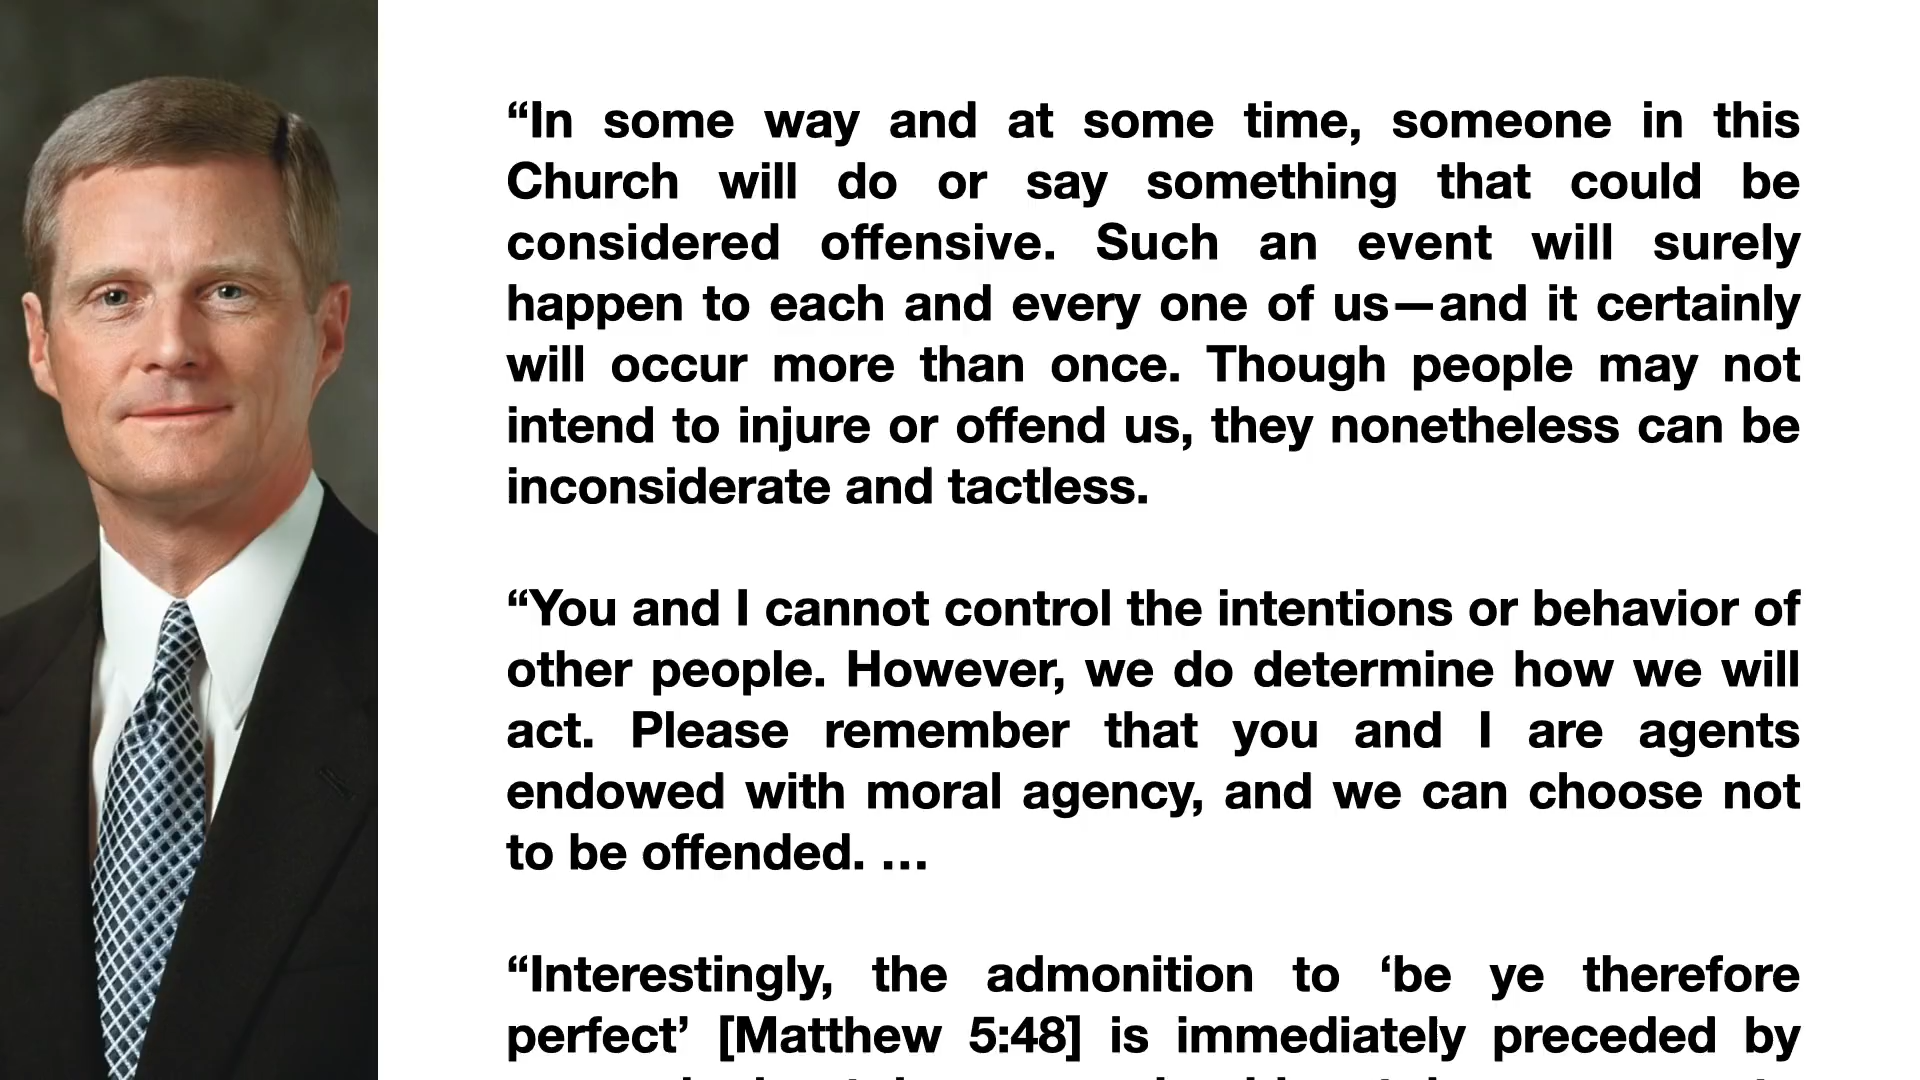 “In some way and at some time, someone in this
Church will do or say something that could be
considered offensive. Such an event will surely
happen to each and every one of us—and it certainly
will occur more than once. Though people may not
intend to injure or offend us, they nonetheless can be
inconsiderate and tactless.
“You and I cannot control the intentions or behavior of
other people. However, we do determine how we will
act. Please remember that you and I are agents
endowed with moral agency, and we can choose not
to be offended. …
“Interestingly, the admonition to ‘be ye therefore
perfect’ [Matthew 5:48] is immediately preceded by